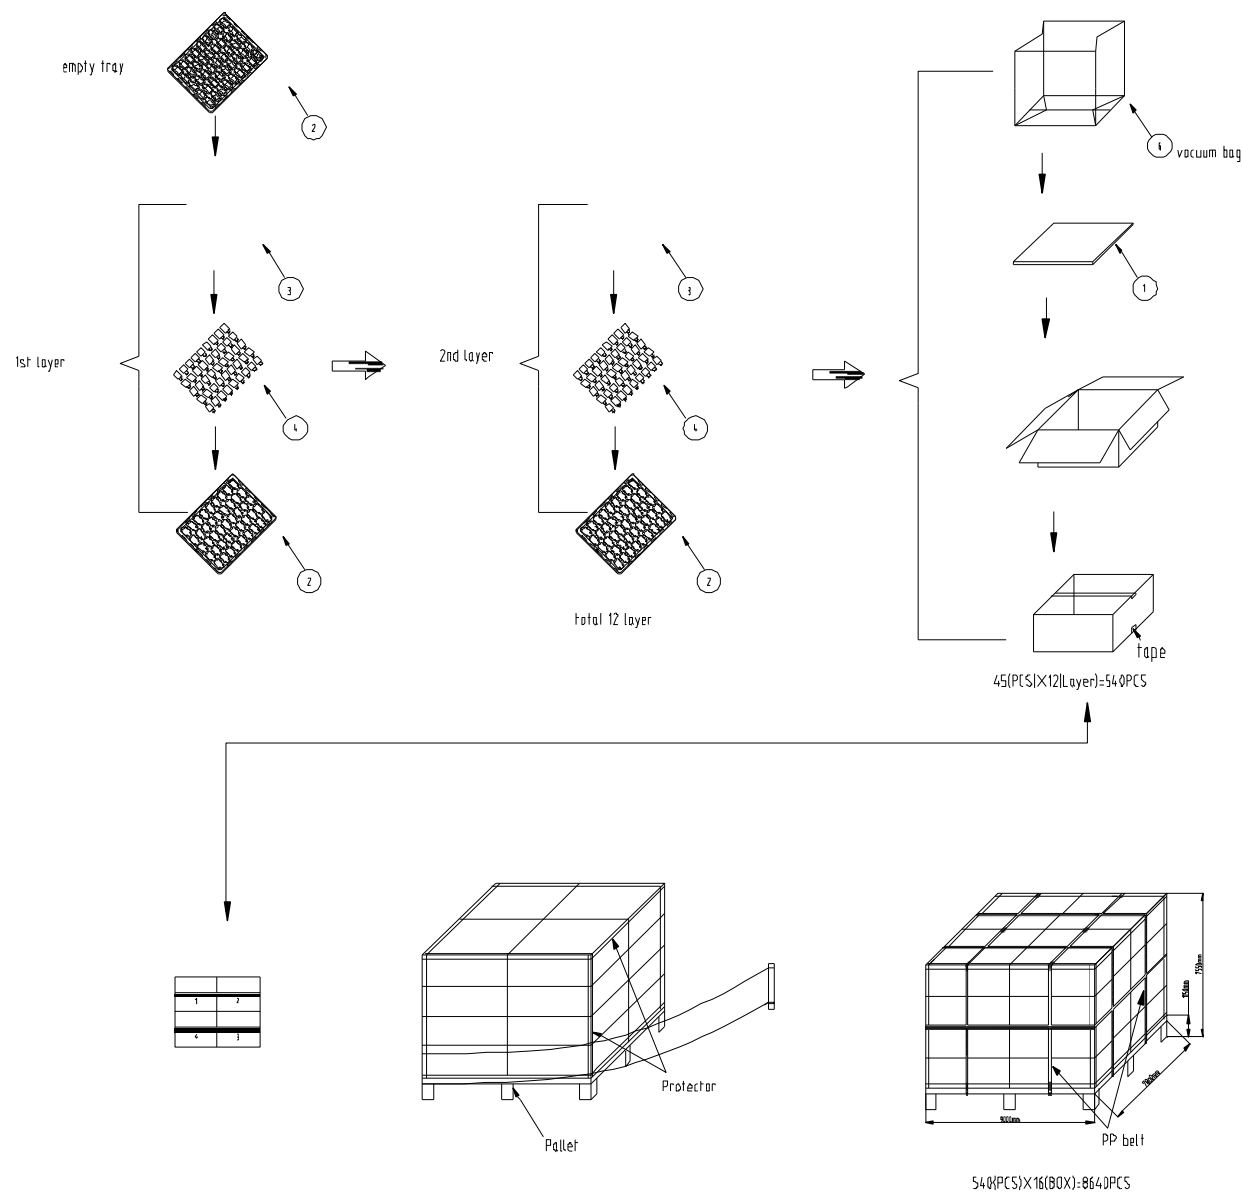 empty tray
2
6
vacuum bag
3
3
1
1st layer
2nd layer
4
4
2
2
total 12 layer
tape
45(PCS)X12(Layer)=540PCS
1 2
4 3
Protector
Pallet
PP belt
540(PCS)X16(BOX)=8640PCS